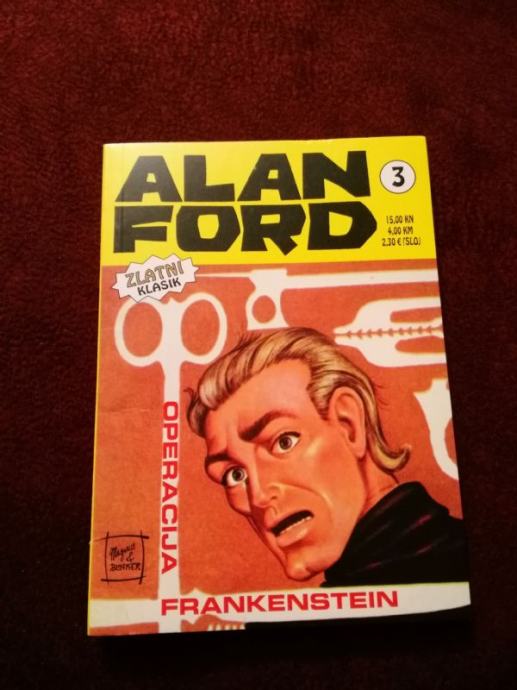 ALAN
FORD
3
15,00 KN
4,00 KM
2,30 € (SLO)
ZLATNI
KLASIK
OPERACIJA
FRANKENSTEIN
Magnus
&
BUNKER